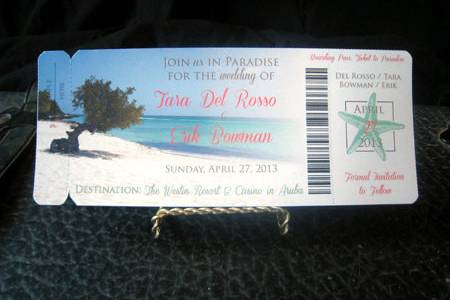 JOIN us IN PARADISE
FOR THE wedding OF
Tara Del Rosso
&
Erik Bowman
SUNDAY, APRIL 27, 2013
DESTINATION: The Westin Resort & Casino in Aruba
Boarding Pass: Ticket to Paradise
DEL ROSSO / TARA
BOWMAN / ERIK
APRIL
27
2013
Formal Invitation
to Follow